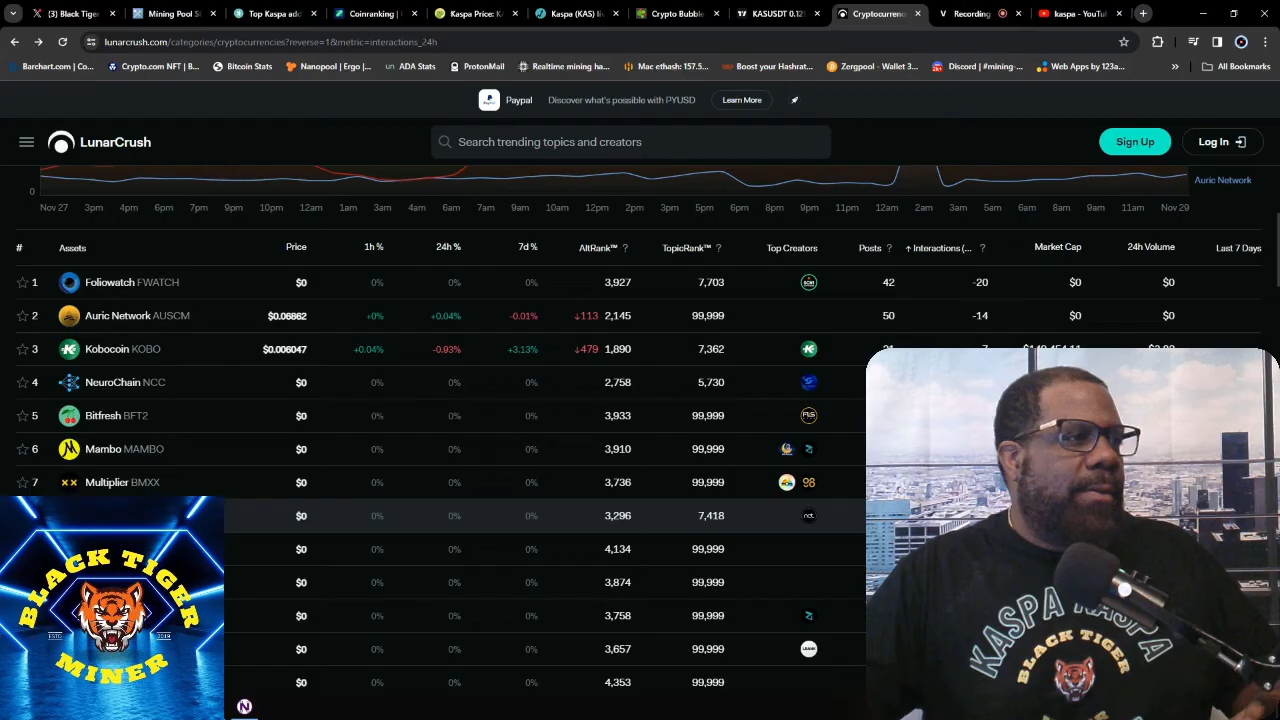 (3) Black Tiger
Mining Pool S
Top Kaspa add
Coinranking |
Kaspa Price: K
Kaspa (KAS) liv
Crypto Bubble
KASUSDT 0.12
Cryptocurrenc
Recording
kaspa - YouTu
lunarcrush.com/categories/cryptocurrencies?reverse=1&metric=interactions_24h
Barchart.com | Co...
Crypto.com NFT | B...
Bitcoin Stats
Nanopool | Ergo |...
ADA Stats
ProtonMail
Realtime mining ha...
Mac ethash: 157.5...
Boost your Hashrat...
Zergpool - Wallet 3...
Discord | #mining-...
Web Apps by 123a...
All Bookmarks
Paypal Discover what's possible with PYUSD Learn More
LunarCrush
Search trending topics and creators
Sign Up
Log In
0
Auric Network
Nov 27 3pm 4pm 6pm 7pm 9pm 10pm 12am 1am 3am 4am 6am 7am 9am 10am 12pm 2pm 3pm 5pm 6pm 8pm 9pm 11pm 12am 2am 3am 5am 6am 8am 9am 11am Nov 29
# Assets Price 1h % 24h % 7d % AltRank™ ? TopicRank™ ? Top Creators Posts ? ↑ Interactions (... ? Market Cap 24h Volume Last 7 Days
1 Foliowatch FWATCH $0 0% 0% 0% 3,927 7,703 42 -20 $0 $0
2 Auric Network AUSCM $0.06862 +0% +0.04% -0.01% ↓113 2,145 99,999 50 -14 $0 $0
3 Kobocoin KOBO $0.006047 +0.04% -0.93% +3.13% ↓479 1,890 7,362
4 NeuroChain NCC $0 0% 0% 0% 2,758 5,730
5 Bitfresh BFT2 $0 0% 0% 0% 3,933 99,999
6 Mambo MAMBO $0 0% 0% 0% 3,910 99,999
7 Multiplier BMXX $0 0% 0% 0% 3,736 99,999
$0 0% 0% 0% 3,296 7,418
$0 0% 0% 0% 4,134 99,999
$0 0% 0% 0% 3,874 99,999
$0 0% 0% 0% 3,758 99,999
$0 0% 0% 0% 3,657 99,999
$0 0% 0% 0% 4,353 99,999
BLACK TIGER
ESTD 2019
MINER
KASPA KASPA
BLACK TIGER